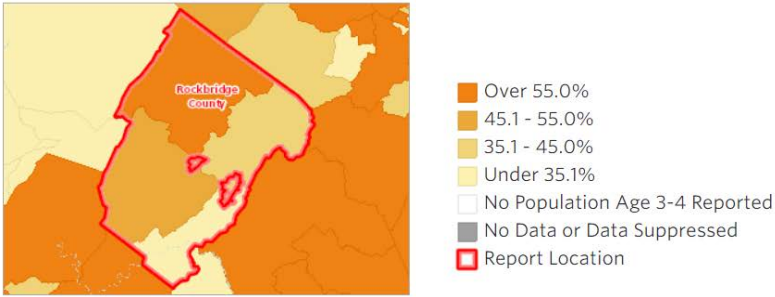 Rockbridge
County
Over 55.0%
45.1 - 55.0%
35.1 - 45.0%
Under 35.1%
No Population Age 3-4 Reported
No Data or Data Suppressed
Report Location